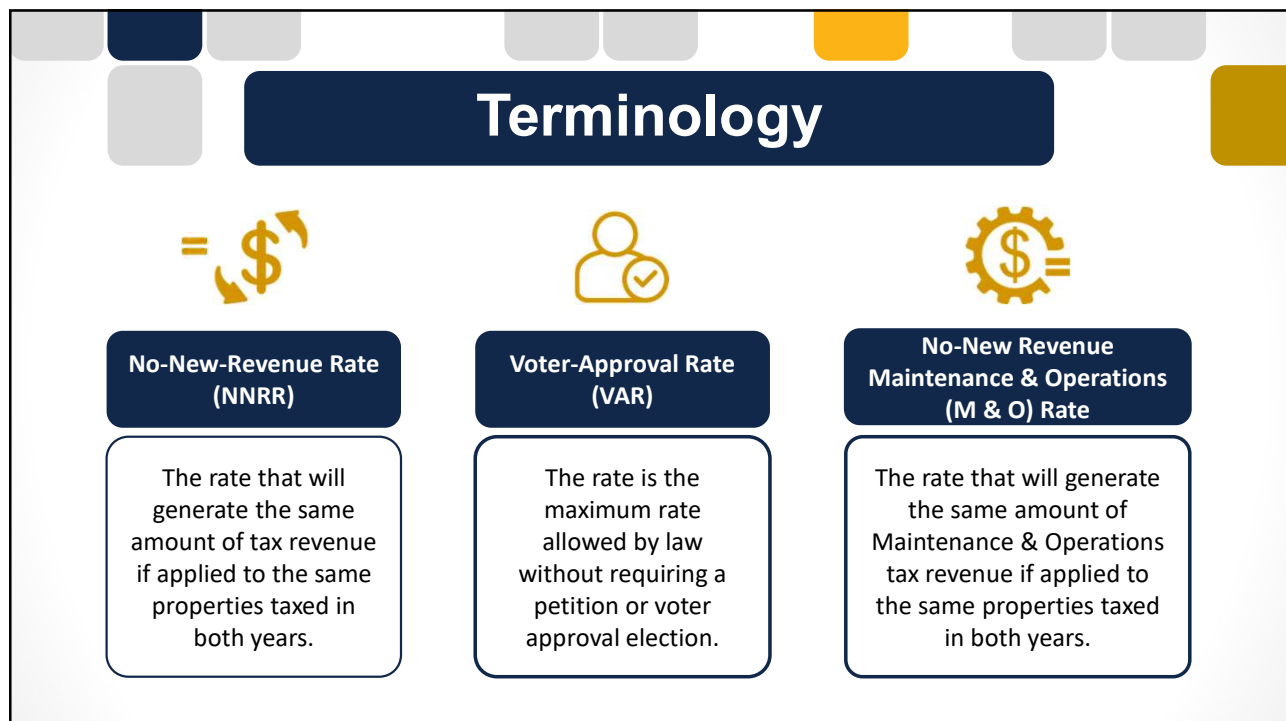 Terminology
No-New-Revenue Rate
(NNRR)
The rate that will
generate the same
amount of tax revenue
if applied to the same
properties taxed in
both years.
Voter-Approval Rate
(VAR)
The rate is the
maximum rate
allowed by law
without requiring a
petition or voter
approval election.
No-New Revenue
Maintenance & Operations
(M & O) Rate
The rate that will generate
the same amount of
Maintenance & Operations
tax revenue if applied to
the same properties taxed
in both years.